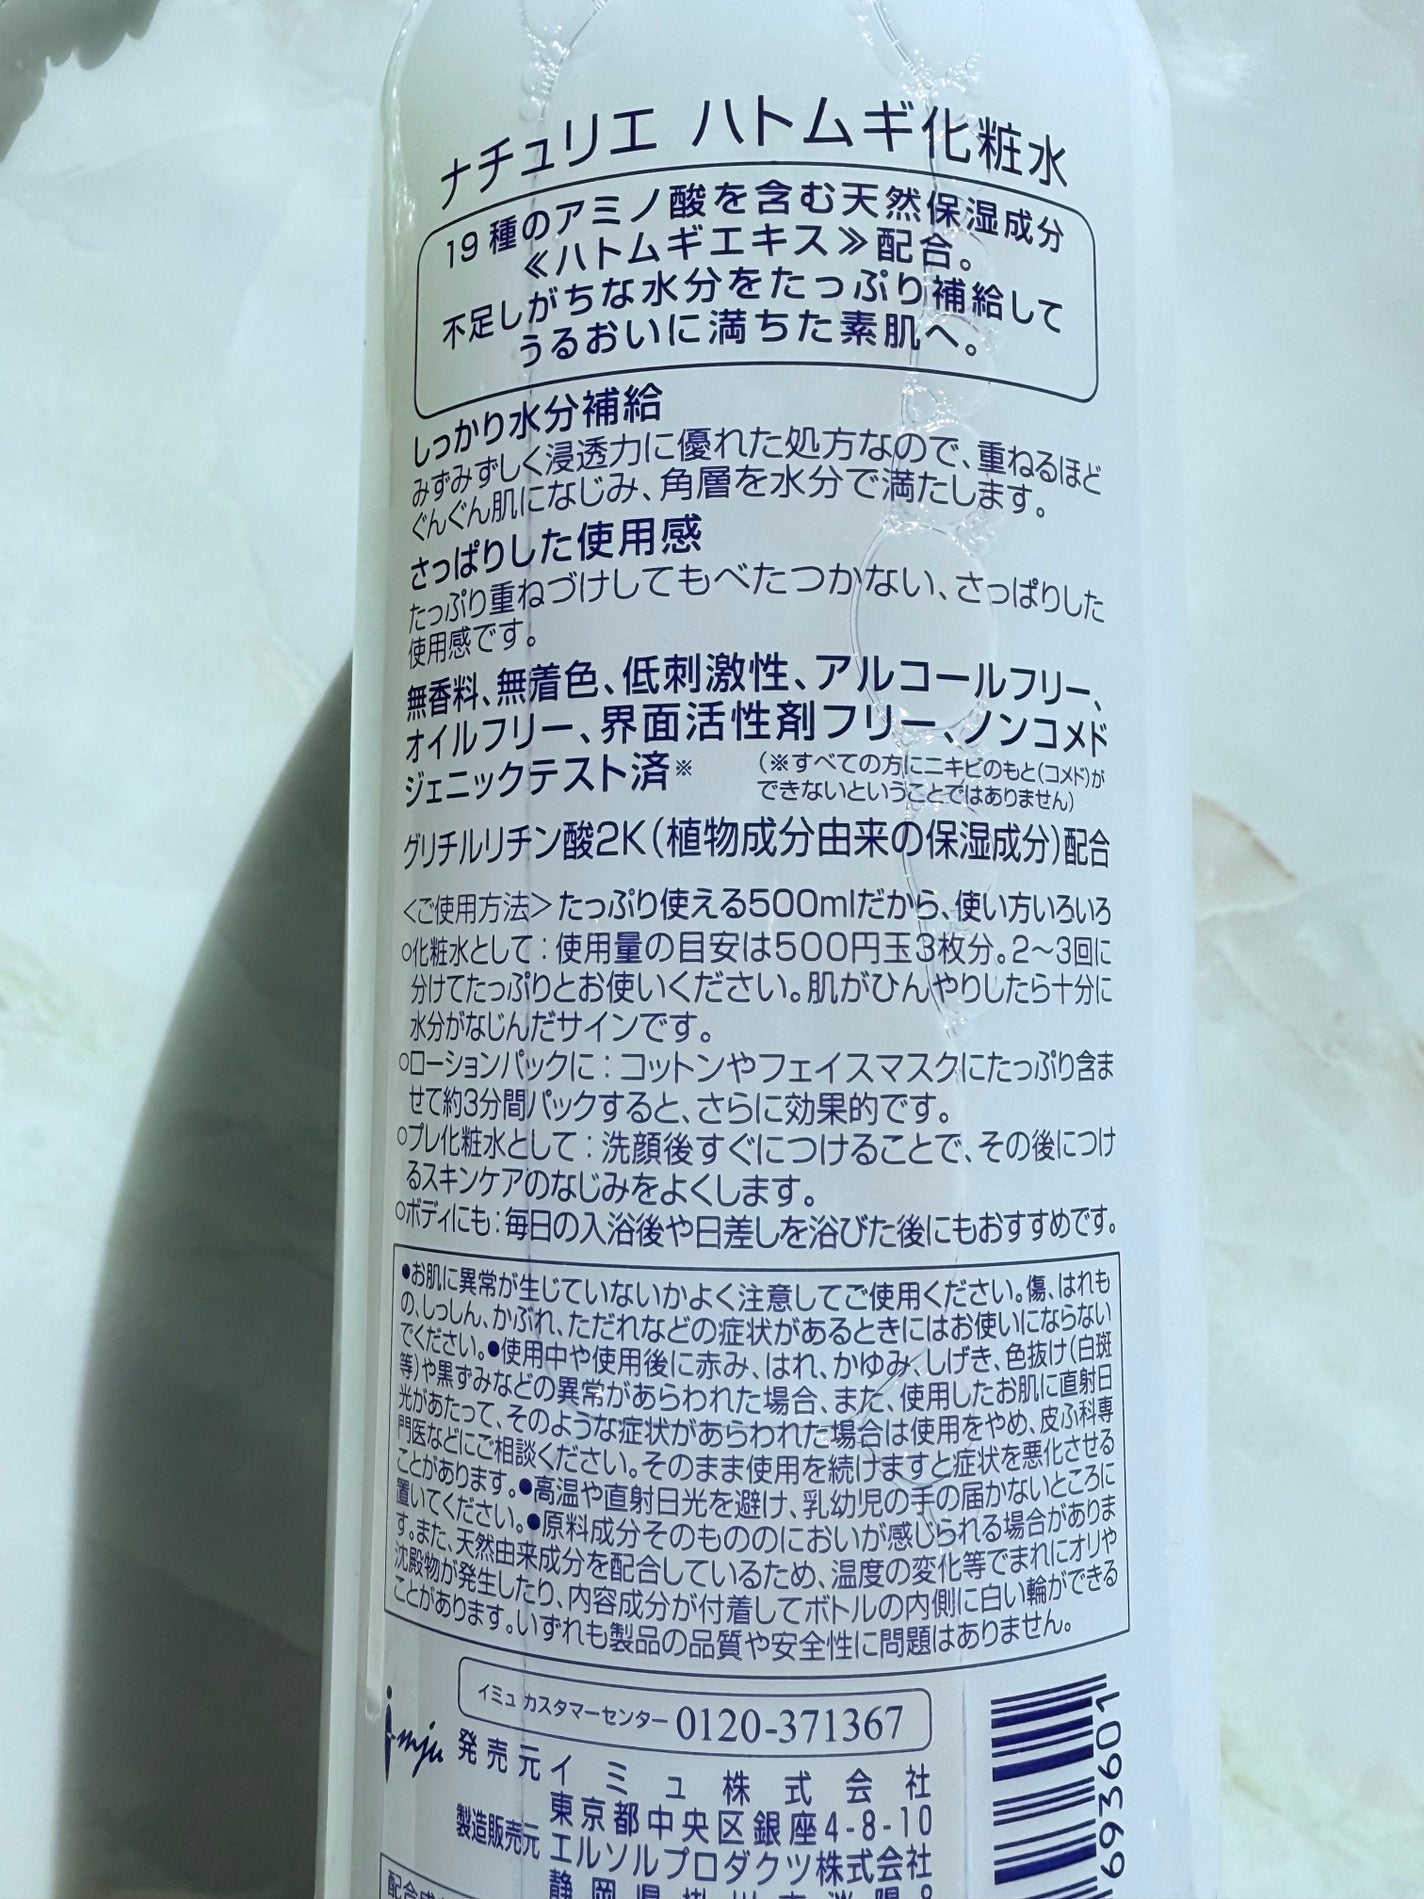 ナチュリエ ハトムギ化粧水
19種のアミノ酸を含む天然保湿成分
≪ハトムギエキス≫配合。
不足しがちな水分をたっぷり補給して
うるおいに満ちた素肌へ。
しっかり水分補給
みずみずしく浸透力に優れた処方なので、重ねるほど
ぐんぐん肌になじみ、角層を水分で満たします。
さっぱりした使用感
たっぷり重ねづけしてもべたつかない、さっぱりした
使用感です。
無香料、無着色、低刺激性、アルコールフリー、
オイルフリー、界面活性剤フリー、ノンコメド
ジェニックテスト済※ （※すべての方にニキビのもと（コメド）が
できないということではありません）
グリチルリチン酸2K（植物成分由来の保湿成分）配合
＜ご使用方法＞たっぷり使える500mlだから、使い方いろいろ
○化粧水として：使用量の目安は500円玉3枚分。2～3回に
分けてたっぷりとお使いください。肌がひんやりしたら十分に
水分がなじんだサインです。
○ローションパックに：コットンやフェイスマスクにたっぷり含ま
せて約3分間パックすると、さらに効果的です。
○プレ化粧水として：洗顔後すぐにつけることで、その後につけ
るスキンケアのなじみをよくします。
○ボディにも：毎日の入浴後や日差しを浴びた後にもおすすめです。
●お肌に異常が生じていないかよく注意してご使用ください。傷、はれも
の、しっしん、かぶれ、ただれなどの症状があるときにはお使いにならない
でください。●使用中や使用後に赤み、はれ、かゆみ、しげき、色抜け（白斑
等）や黒ずみなどの異常があらわれた場合、また、使用したお肌に直射日
光があたって、そのような症状があらわれた場合は使用をやめ、皮ふ科専
門医などにご相談ください。そのまま使用を続けますと症状を悪化させる
ことがあります。●高温や直射日光を避け、乳幼児の手の届かないところに
置いてください。●原料成分そのもののにおいが感じられる場合がありま
す。また、天然由来成分を配合しているため、温度の変化等でまれにオリや
沈殿物が発生したり、内容成分が付着してボトルの内側に白い輪ができる
ことがあります。いずれも製品の品質や安全性に問題はありません。
イミュ カスタマーセンター 0120-371367
i-mju 発売元 イミュ株式会社
東京都中央区銀座4-8-10
製造販売元 エルソルプロダクツ株式会社
静岡県掛川市淡陽8
配合成
69360